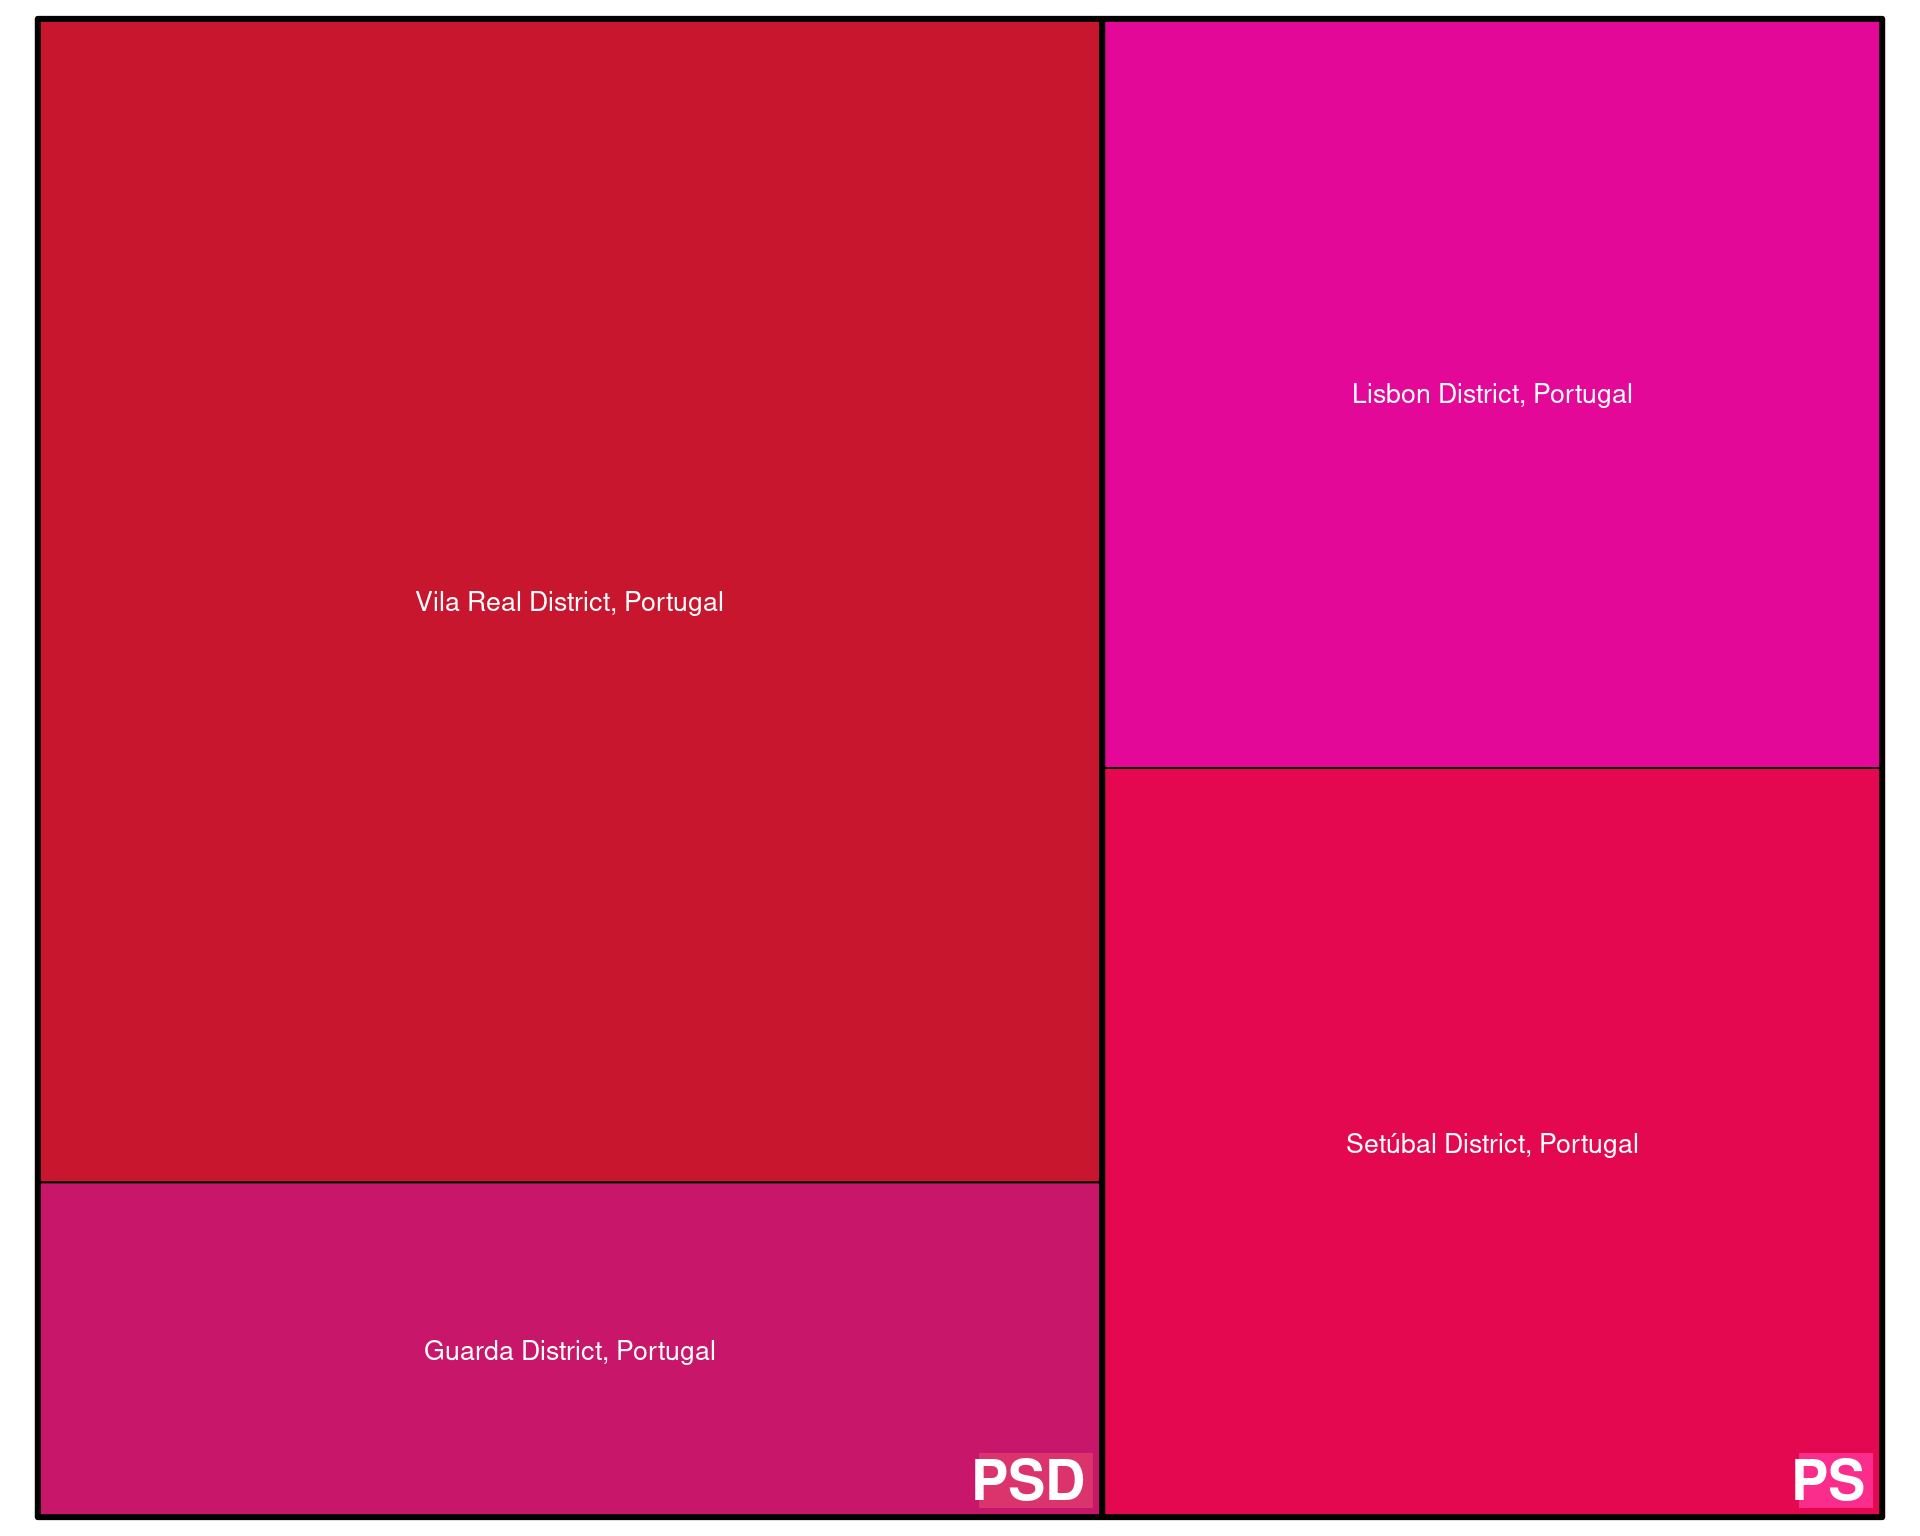 Lisbon District, Portugal
Vila Real District, Portugal
Setúbal District, Portugal
Guarda District, Portugal
PSD
PS